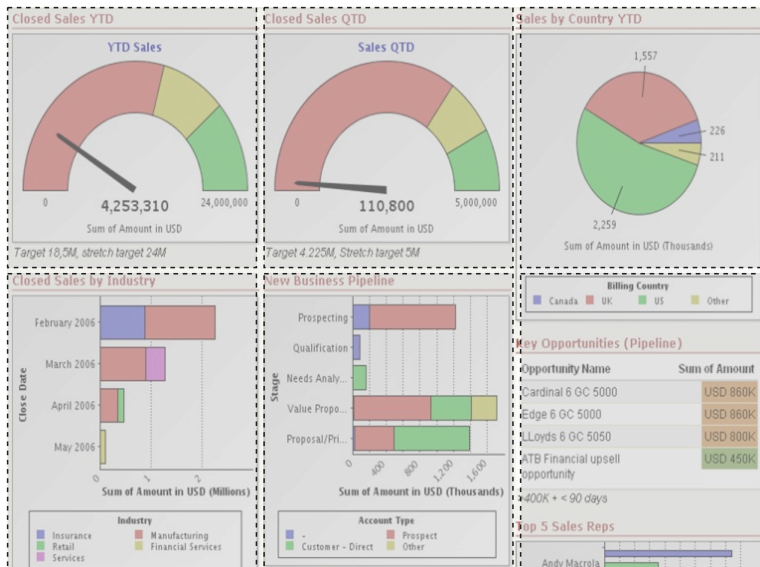 Closed Sales YTD
YTD Sales
0
24,000,000
4,253,310
Sum of Amount in USD
Target 18,5M, stretch target 24M
Closed Sales QTD
Sales QTD
0
5,000,000
110,800
Sum of Amount in USD
Target 4.225M, Stretch target 5M
Sales by Country YTD
1,557
226
211
2,259
Sum of Amount in USD (Thousands)
Billing Country
Canada UK US Other
Closed Sales by Industry
Close Date
February 2006
March 2006
April 2006
May 2006
0 1 2
Sum of Amount in USD (Millions)
Industry
Insurance Manufacturing
Retail Financial Services
Services
New Business Pipeline
Stage
Prospecting
Qualification
Needs Analy...
Value Propo...
Proposal/Pri...
0 400 800 1,200 1,600
Sum of Amount in USD (Thousands)
Account Type
- Prospect
Customer - Direct Other
Key Opportunities (Pipeline)
Opportunity Name Sum of Amount
Cardinal 6 GC 5000 USD 860K
Edge 6 GC 5000 USD 860K
LLoyds 6 GC 5050 USD 800K
ATB Financial upsell USD 450K
opportunity
>400K + < 90 days
Top 5 Sales Reps
Andy Macrola